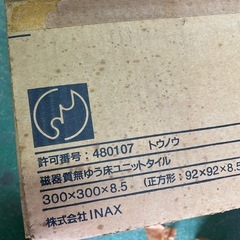 許可番号：480107　トウノウ
磁器質無ゆう床ユニットタイル
300×300×8.5　(正方形：92×92×8.5
株式会社INAX